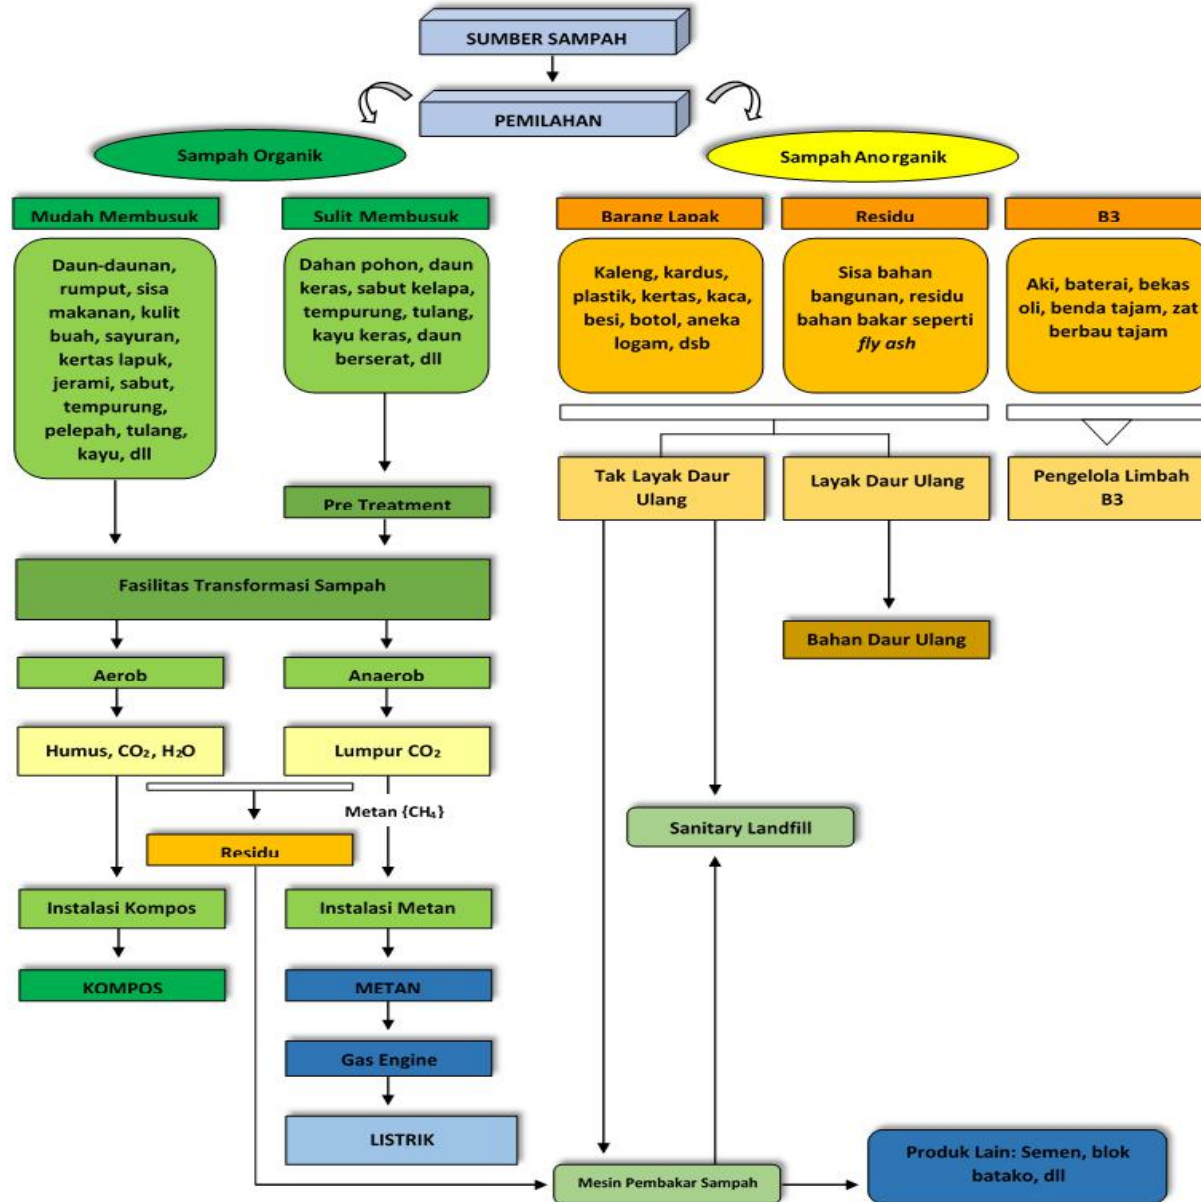 SUMBER SAMPAH
PEMILAHAN
Sampah Organik
Sampah Anorganik
Mudah Membusuk
Sulit Membusuk
Barang Lapak
Residu
B3
Daun-daunan,
rumput, sisa
makanan, kulit
buah, sayuran,
kertas lapuk,
jerami, sabut,
tempurung,
pelepah, tulang,
kayu, dll
Dahan pohon, daun
keras, sabut kelapa,
tempurung, tulang,
kayu keras, daun
berserat, dll
Kaleng, kardus,
plastik, kertas, kaca,
besi, botol, aneka
logam, dsb
Sisa bahan
bangunan, residu
bahan bakar seperti
fly ash
Aki, baterai, bekas
oli, benda tajam, zat
berbau tajam
Tak Layak Daur
Ulang
Layak Daur Ulang
Pengelola Limbah
B3
Pre Treatment
Fasilitas Transformasi Sampah
Bahan Daur Ulang
Aerob
Anaerob
Humus, CO₂, H₂O
Lumpur CO₂
Metan {CH₄}
Residu
Sanitary Landfill
Instalasi Kompos
Instalasi Metan
KOMPOS
METAN
Gas Engine
LISTRIK
Mesin Pembakar Sampah
Produk Lain: Semen, blok
batako, dll